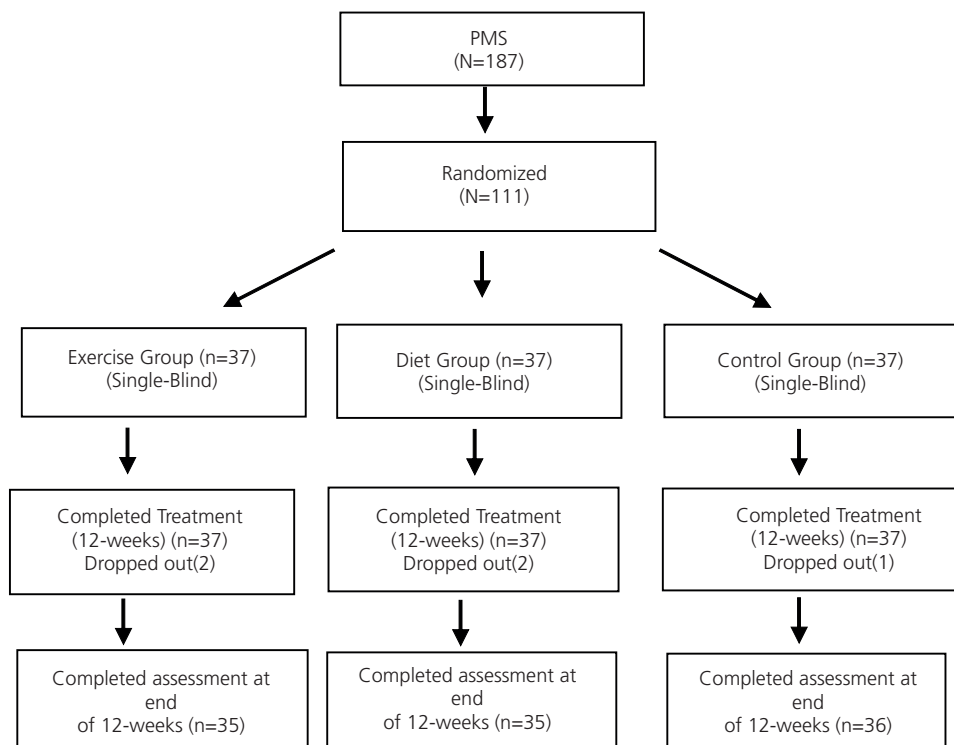 PMS
(N=187)
Randomized
(N=111)
Exercise Group (n=37)
(Single-Blind)
Diet Group (n=37)
(Single-Blind)
Control Group (n=37)
(Single-Blind)
Completed Treatment
(12-weeks) (n=37)
Dropped out(2)
Completed Treatment
(12-weeks) (n=37)
Dropped out(2)
Completed Treatment
(12-weeks) (n=37)
Dropped out(1)
Completed assessment at
end
of 12-weeks (n=35)
Completed assessment at
end
of 12-weeks (n=35)
Completed assessment at
end
of 12-weeks (n=36)